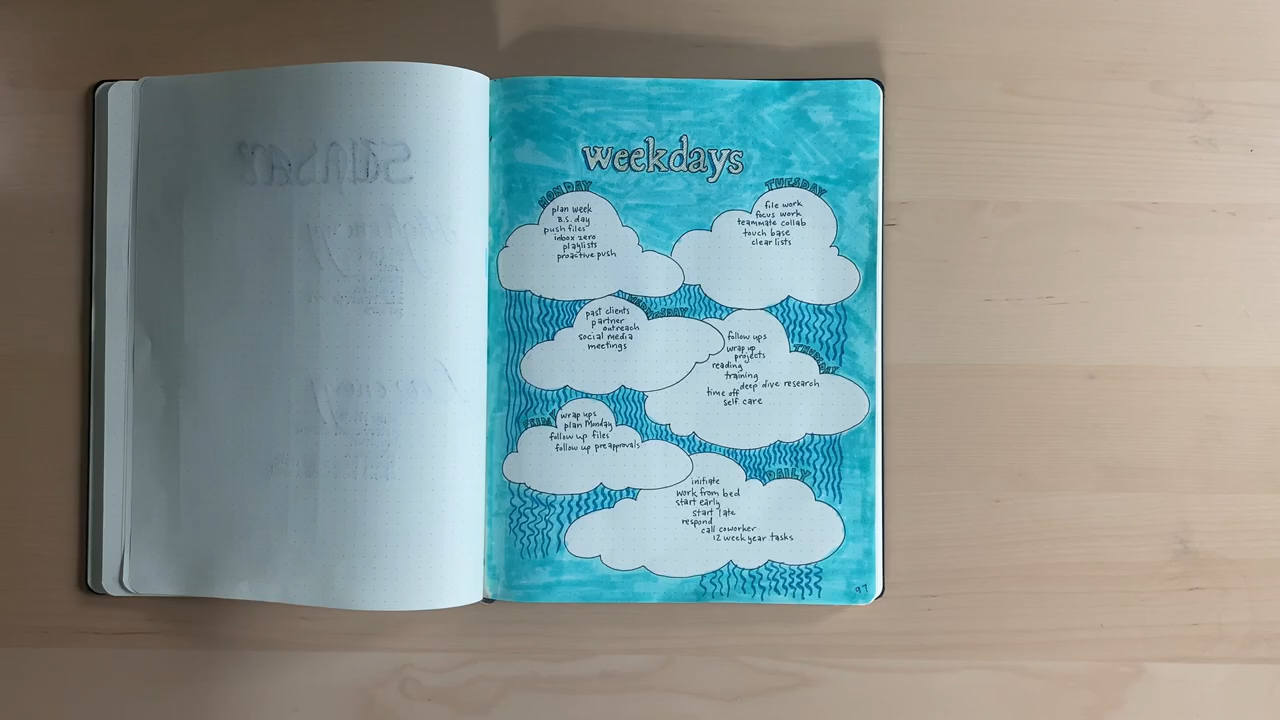 weekdays
MONDAY
plan week
B.S. day
push files
inbox zero
playlists
proactive push
TUESDAY
file work
focus work
teammate collab
touch base
clear lists
WEDNESDAY
past clients
partner
outreach
social media
meetings
THURSDAY
follow ups
wrap up
projects
reading
training
deep dive research
time off
self care
FRIDAY
wrap ups
plan Monday
follow up files
follow up preapprovals
DAILY
initiate
work from bed
start early
start late
respond
call coworker
12 week year tasks
97